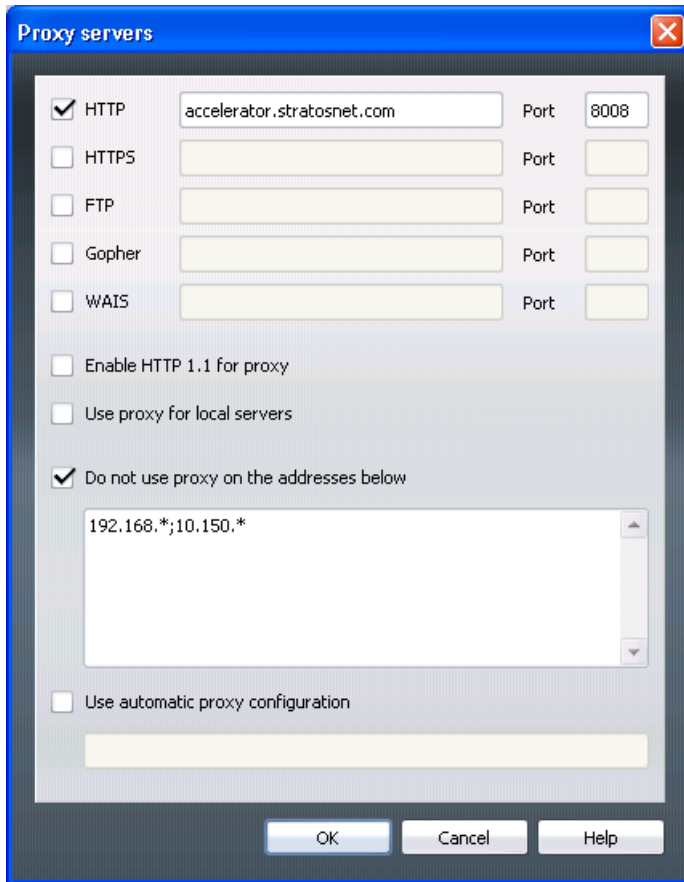 Proxy servers
HTTP accelerator.stratosnet.com Port 8008
HTTPS Port
FTP Port
Gopher Port
WAIS Port
Enable HTTP 1.1 for proxy
Use proxy for local servers
Do not use proxy on the addresses below
192.168.*;10.150.*
Use automatic proxy configuration
OK Cancel Help